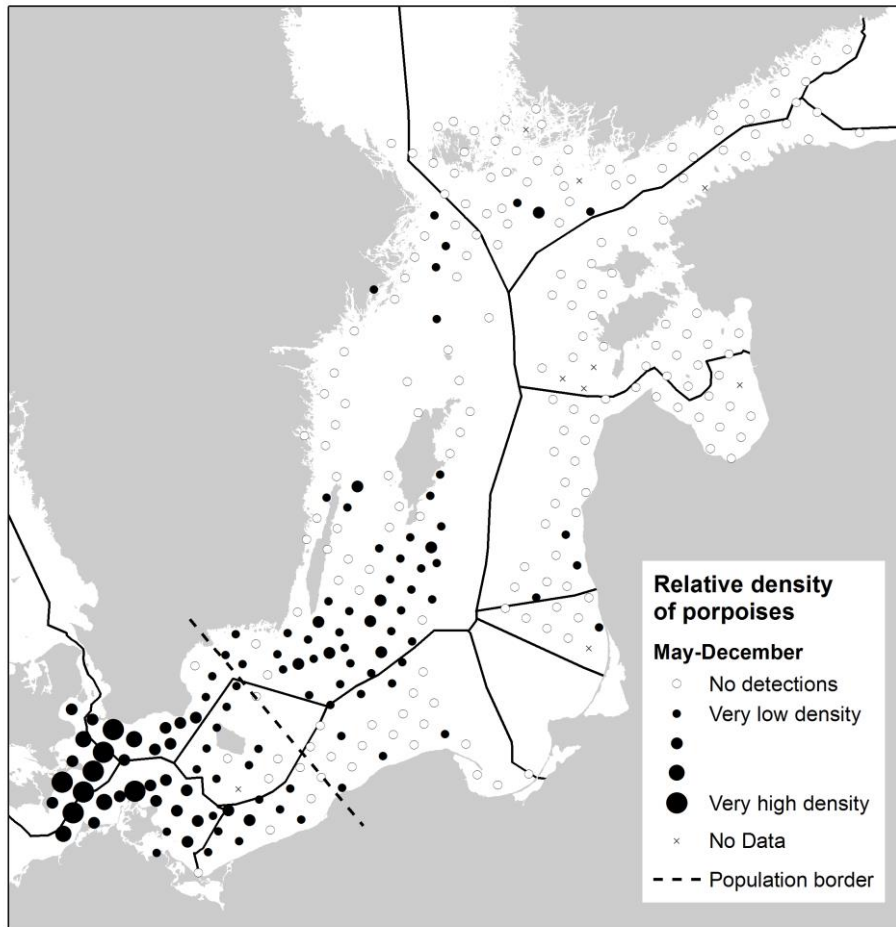 Relative density
of porpoises
May-December
No detections
Very low density
Very high density
No Data
Population border